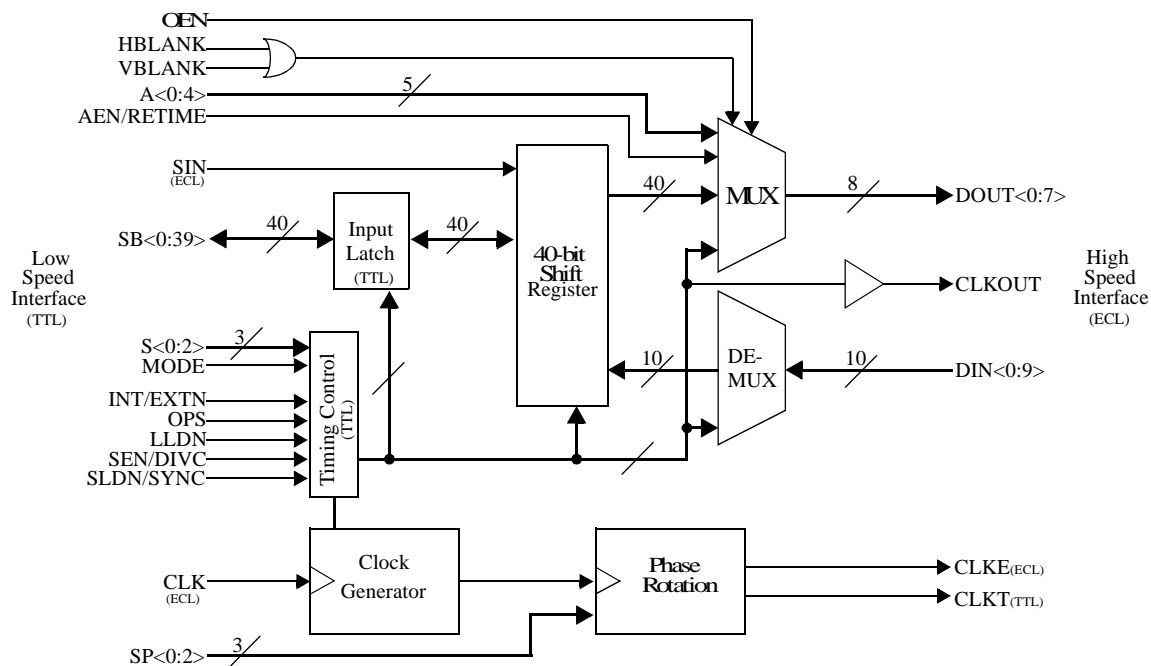 OEN
HBLANK
VBLANK
A<0:4>
5
AEN/RETIME
SIN
(ECL)
40
MUX
8
DOUT<0:7>
SB<0:39>
40
Input
Latch
(TTL)
40
40-bit
Shift
Register
Low
Speed
Interface
(TTL)
High
Speed
Interface
(ECL)
CLKOUT
S<0:2>
3
MODE
INT/EXTN
OPS
LLDN
SEN/DIVC
SLDN/SYNC
Timing Control
(TTL)
10
DE-
MUX
10
DIN<0:9>
CLK
(ECL)
Clock
Generator
Phase
Rotation
CLKE(ECL)
CLKT(TTL)
SP<0:2>
3